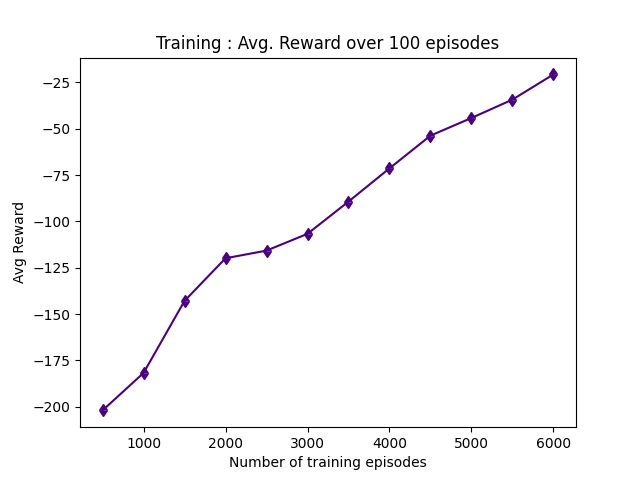 Training : Avg. Reward over 100 episodes
−25
−50
−75
−100
−125
−150
−175
−200
Avg Reward
1000 2000 3000 4000 5000 6000
Number of training episodes